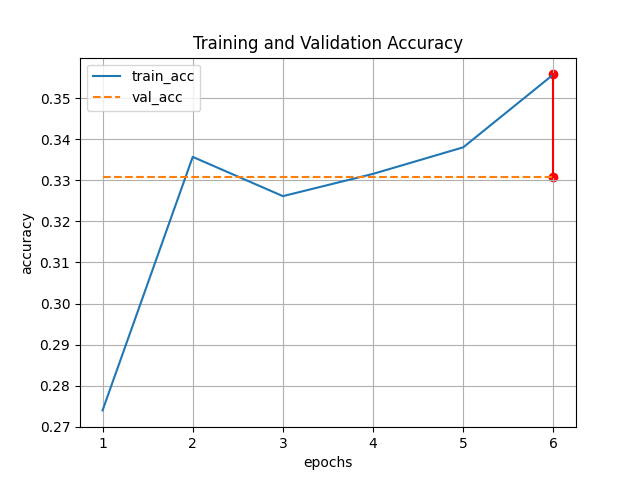 Training and Validation Accuracy
train_acc
val_acc
0.35
0.34
0.33
0.32
0.31
0.30
0.29
0.28
0.27
accuracy
1 2 3 4 5 6
epochs